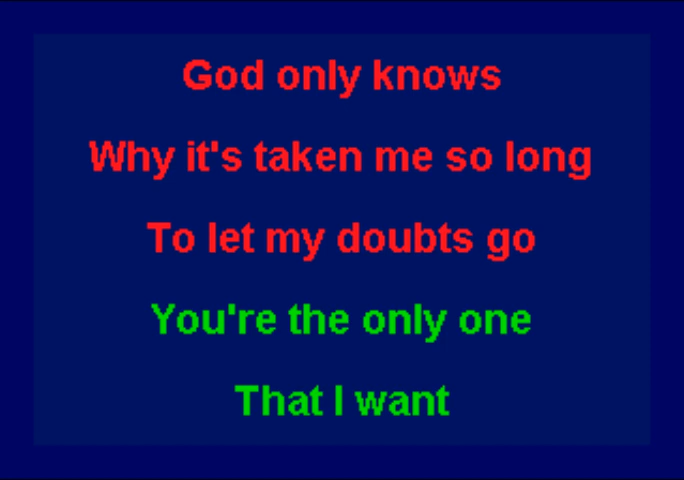 God only knows
Why it's taken me so long
To let my doubts go
You're the only one
That I want